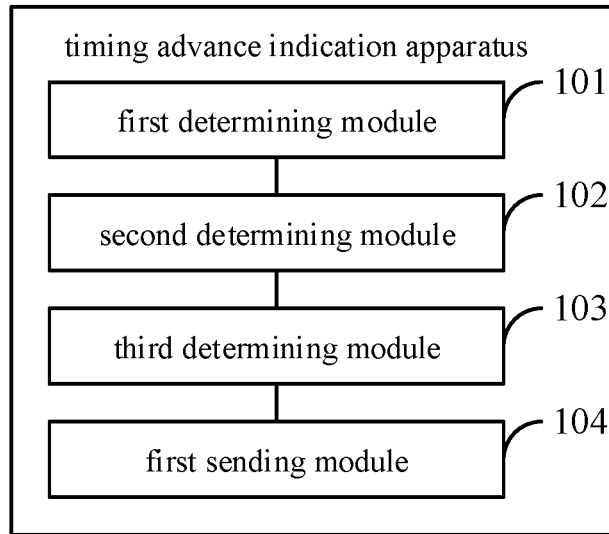 timing advance indication apparatus
101
first determining module
102
second determining module
103
third determining module
104
first sending module